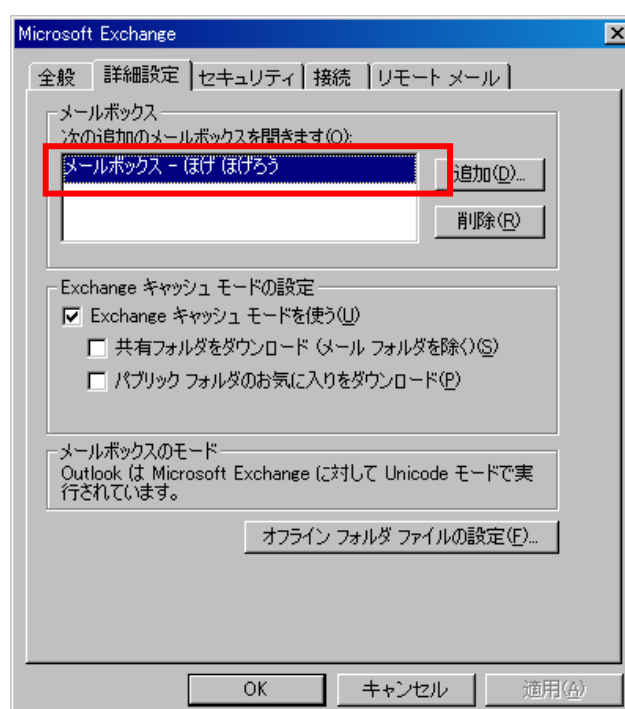 Microsoft Exchange
全般 詳細設定 セキュリティ 接続 リモート メール
メールボックス
次の追加のメールボックスを開きます(O):
メールボックス - ほげ ほげろう
追加(D)...
削除(R)
Exchange キャッシュ モードの設定
Exchange キャッシュ モードを使う(U)
共有フォルダをダウンロード (メール フォルダを除く)(S)
パブリック フォルダのお気に入りをダウンロード(P)
メールボックスのモード
Outlook は Microsoft Exchange に対して Unicode モードで実
行されています。
オフライン フォルダ ファイルの設定(F)...
OK キャンセル 適用(A)